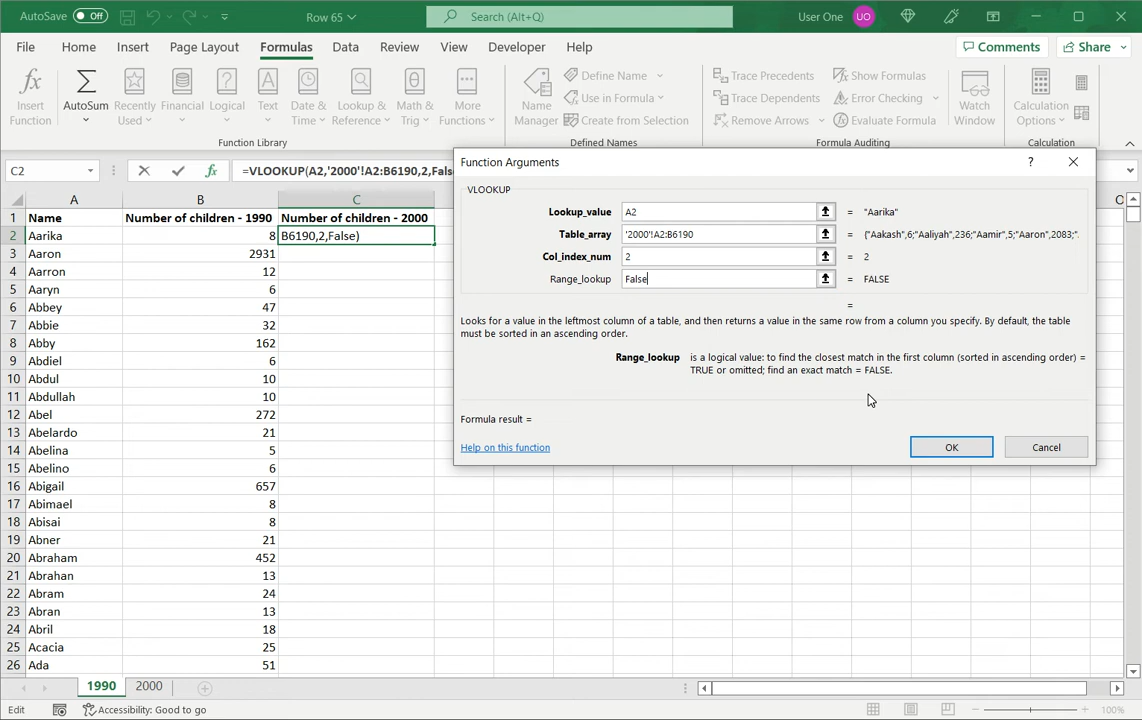 AutoSave Off
Row 65
Search (Alt+Q)
User One UO
File Home Insert Page Layout Formulas Data Review View Developer Help
Comments Share
Insert Function
AutoSum
Recently Used
Financial
Logical
Text
Date & Time
Lookup & Reference
Math & Trig
More Functions
Name Manager
Define Name
Use in Formula
Create from Selection
Trace Precedents
Trace Dependents
Remove Arrows
Show Formulas
Error Checking
Evaluate Formula
Watch Window
Calculation Options
Function Library
Defined Names
Formula Auditing
Calculation
C2
fx
=VLOOKUP(A2,'2000'!A2:B6190,2,False
A B C O
1 Name Number of children - 1990 Number of children - 2000
2 Aarika 8 B6190,2,False)
3 Aaron 2931
4 Aarron 12
5 Aaryn 6
6 Abbey 47
7 Abbie 32
8 Abby 162
9 Abdiel 6
10 Abdul 10
11 Abdullah 10
12 Abel 272
13 Abelardo 21
14 Abelina 5
15 Abelino 6
16 Abigail 657
17 Abimael 8
18 Abisai 8
19 Abner 21
20 Abraham 452
21 Abrahan 13
22 Abram 24
23 Abran 13
24 Abril 18
25 Acacia 25
26 Ada 51
Function Arguments ?
VLOOKUP
Lookup_value A2 = "Aarika"
Table_array '2000'!A2:B6190 = {"Aakash",6;"Aaliyah",236;"Aamir",5;"Aaron",2083;".
Col_index_num 2 = 2
Range_lookup False = FALSE
=
Looks for a value in the leftmost column of a table, and then returns a value in the same row from a column you specify. By default, the table
must be sorted in an ascending order.
Range_lookup is a logical value: to find the closest match in the first column (sorted in ascending order) =
TRUE or omitted; find an exact match = FALSE.
Formula result =
Help on this function
OK Cancel
1990 2000
Edit
Accessibility: Good to go
100%